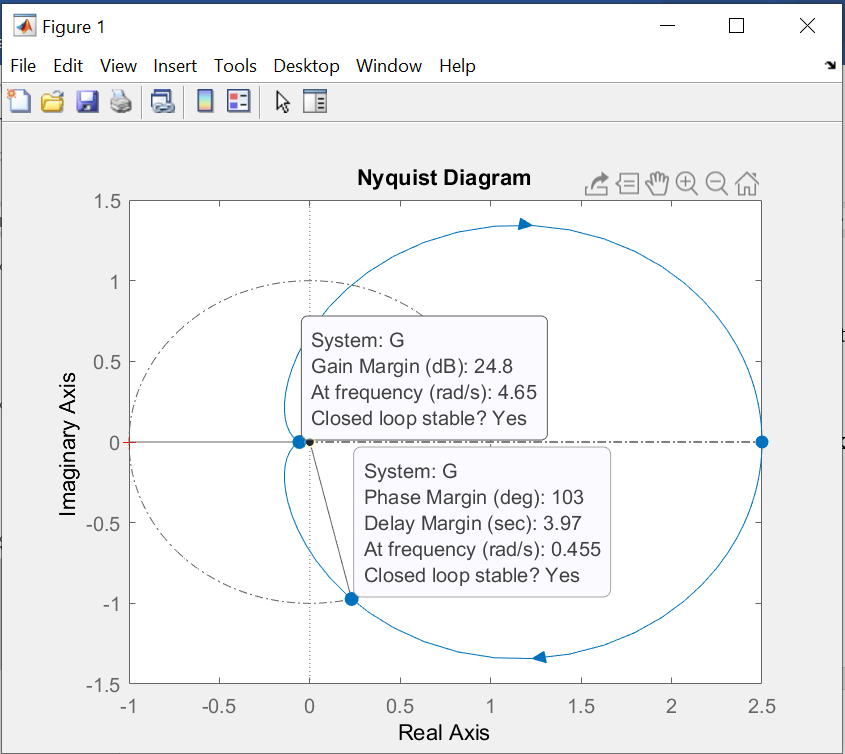 Figure 1
File Edit View Insert Tools Desktop Window Help
Nyquist Diagram
1.5
1
0.5
0
-0.5
-1
-1.5
Imaginary Axis
System: G
Gain Margin (dB): 24.8
At frequency (rad/s): 4.65
Closed loop stable? Yes
System: G
Phase Margin (deg): 103
Delay Margin (sec): 3.97
At frequency (rad/s): 0.455
Closed loop stable? Yes
-1 -0.5 0 0.5 1 1.5 2 2.5
Real Axis